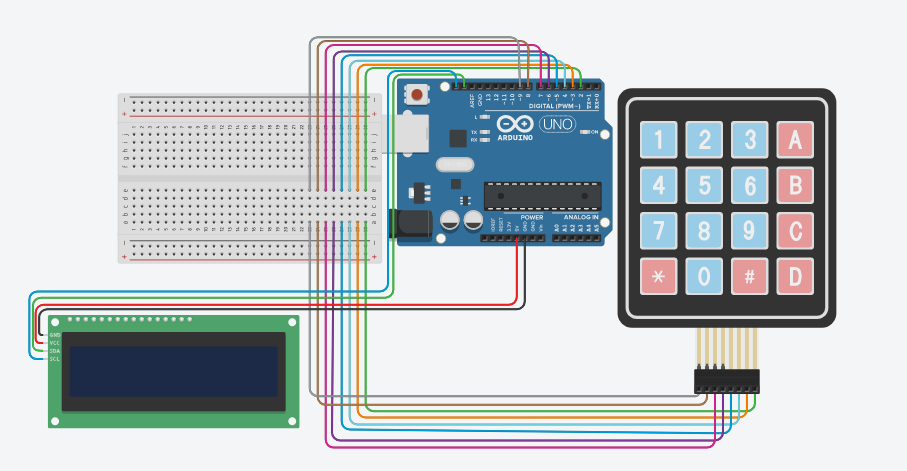 AREF
GND
13
12
~11
~10
~9
8
7
~6
~5
4
~3
2
TX→1
RX←0
DIGITAL (PWM~)
L
TX
RX
UNO
ON
ARDUINO
POWER
ANALOG IN
IOREF
RESET
3.3V
5V
GND
GND
Vin
A0
A1
A2
A3
A4
A5
1 2 3 A
4 5 6 B
7 8 9 C
* 0 # D
GND
VCC
SDA
SCL